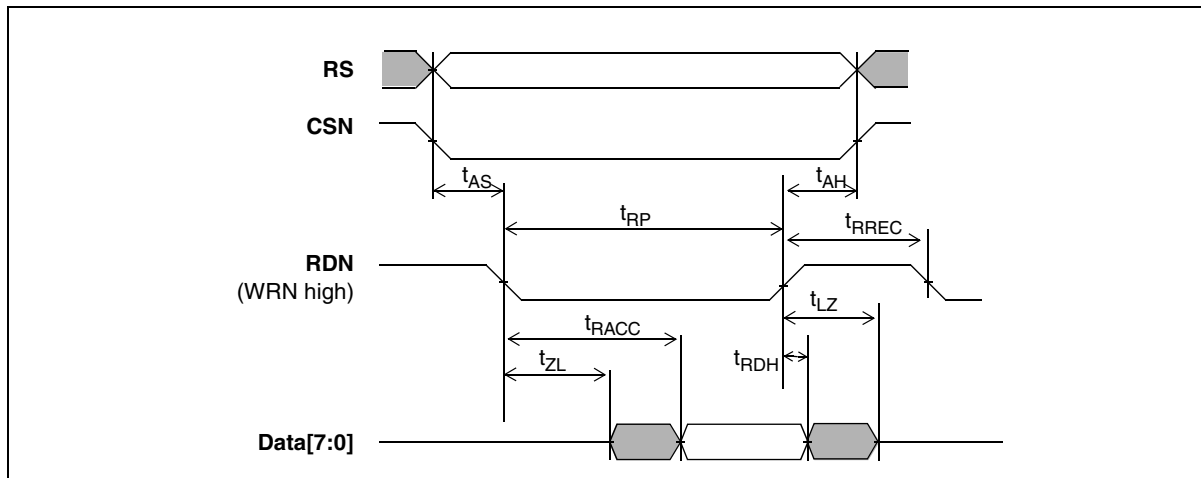 RS
CSN
tAS
tAH
tRP
tRREC
RDN
(WRN high)
tLZ
tRACC
tRDH
tZL
Data[7:0]